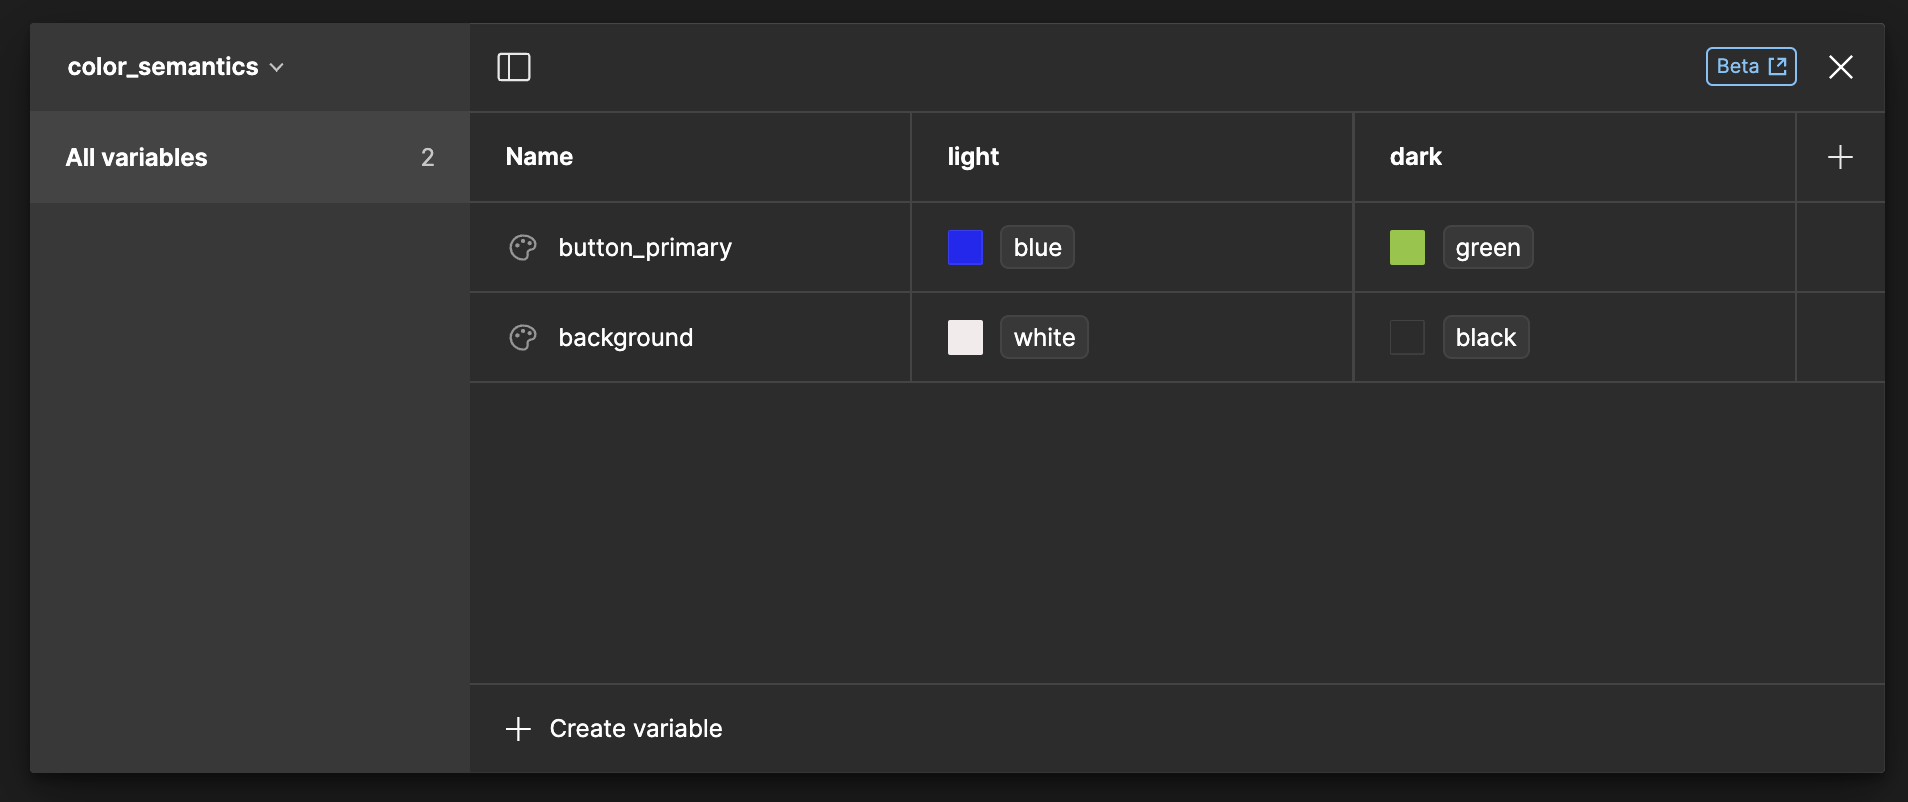 color_semantics
Beta
All variables 2
Name light dark
button_primary blue green
background white black
Create variable